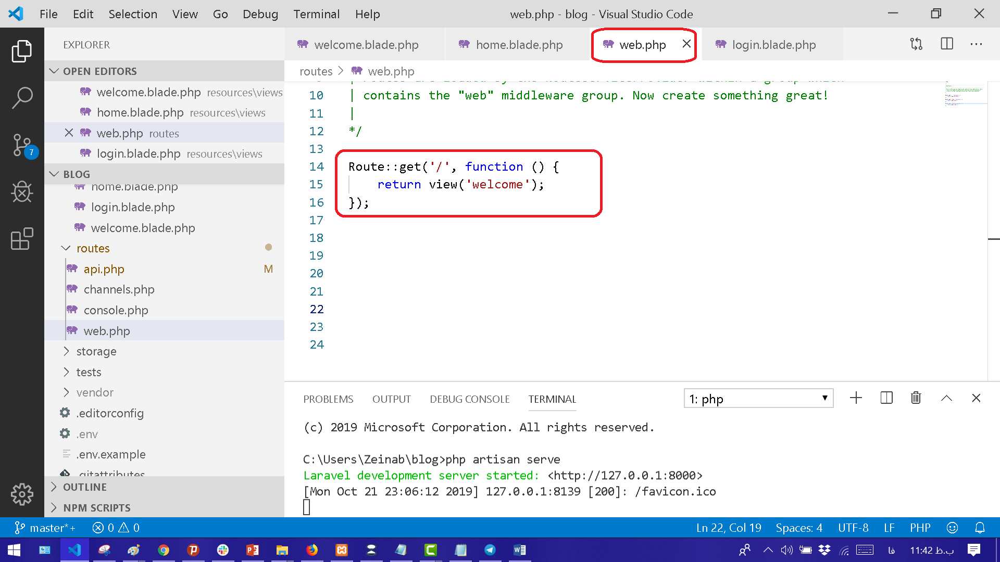 File Edit Selection View Go Debug Terminal Help
web.php - blog - Visual Studio Code
EXPLORER
OPEN EDITORS
welcome.blade.php resources\views
home.blade.php resources\views
web.php routes
login.blade.php resources\views
BLOG
home.blade.php
login.blade.php
welcome.blade.php
routes
api.php M
channels.php
console.php
web.php
storage
tests
vendor
.editorconfig
.env
.env.example
.gitattributes
OUTLINE
NPM SCRIPTS
7
welcome.blade.php home.blade.php web.php login.blade.php
routes > web.php
10 | contains the "web" middleware group. Now create something great!
11 |
12 */
13
14 Route::get('/', function () {
15 return view('welcome');
16 });
17
18
19
20
21
22
23
24
PROBLEMS OUTPUT DEBUG CONSOLE TERMINAL
1: php
(c) 2019 Microsoft Corporation. All rights reserved.
C:\Users\Zeinab\blog>php artisan serve
Laravel development server started: <http://127.0.0.1:8000>
[Mon Oct 21 23:06:12 2019] 127.0.0.1:8139 [200]: /favicon.ico
master*+ 0 0
Ln 22, Col 19 Spaces: 4 UTF-8 LF PHP
فا
11:42 ب.ظ